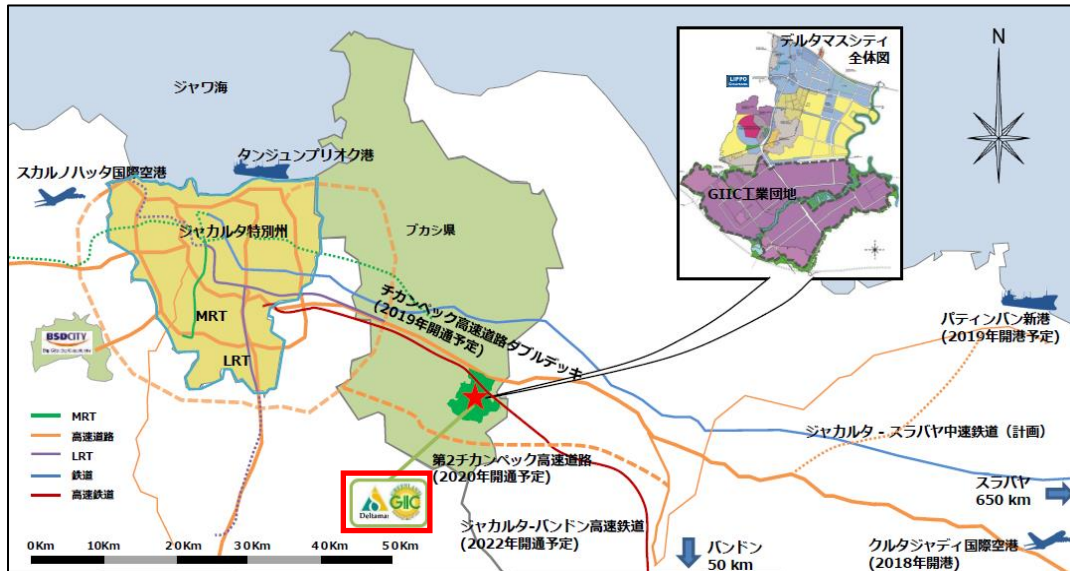 デルタマスシティ
全体図
N
LIPPO
ジャワ海
タンジュンプリオク港
スカルノハッタ国際空港
GIIC工業団地
ジャカルタ特別州
ブカシ県
チカンペック高速道路ダブルデッキ
(2019年開通予定)
パティンバン新港
(2019年開港予定)
MRT
BSDCITY
LRT
MRT
高速道路
LRT
鉄道
高速鉄道
ジャカルタ - スラバヤ中速鉄道（計画）
第2チカンペック高速道路
(2020年開通予定)
スラバヤ
650 km
Deltamas
GIIC
ジャカルタ-バンドン高速鉄道
(2022年開通予定)
クルタジャディ国際空港
(2018年開港)
バンドン
50 km
0Km 10Km 20Km 30Km 40Km 50Km